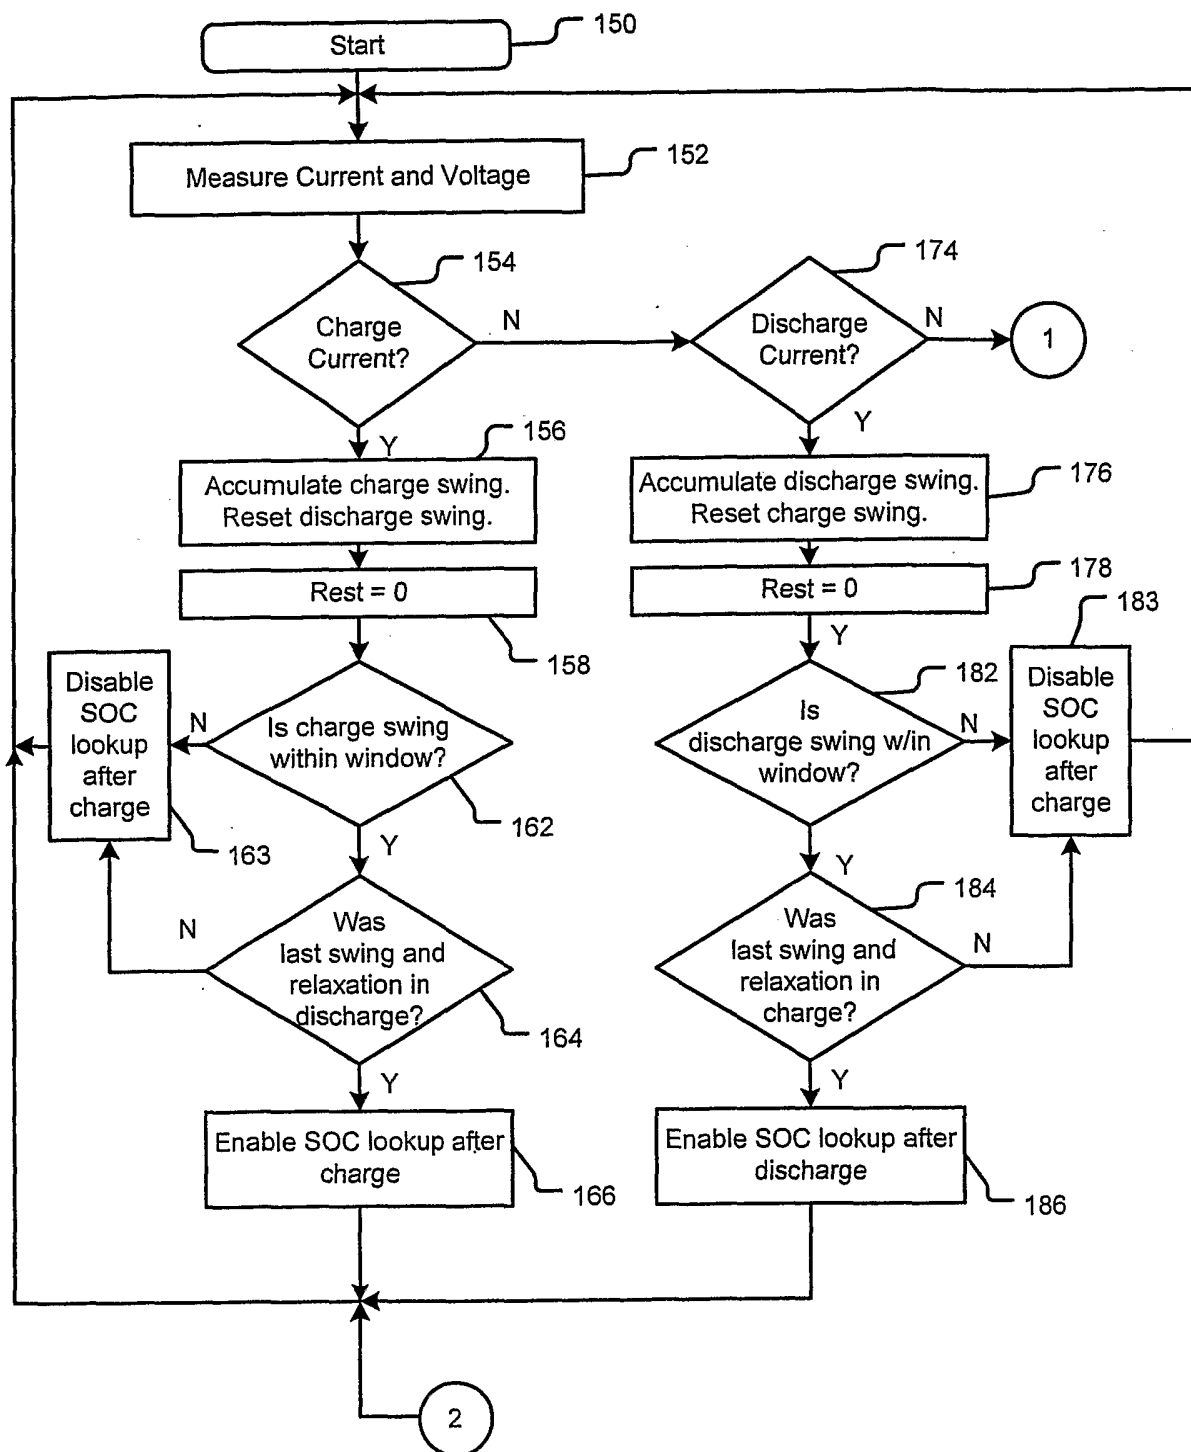 Start
150
Measure Current and Voltage
152
Charge
Current?
154
N
Discharge
Current?
174
N
1
Y
Y
Accumulate charge swing.
Reset discharge swing.
156
Accumulate discharge swing.
Reset charge swing.
176
Rest = 0
158
Rest = 0
178
Y
183
Disable
SOC
lookup
after
charge
163
N
Is charge swing
within window?
162
Is
discharge swing w/in
window?
182
N
Disable
SOC
lookup
after
charge
Y
Y
N
Was
last swing and
relaxation in
discharge?
164
Was
last swing and
relaxation in
charge?
184
N
Y
Y
Enable SOC lookup after
charge
166
Enable SOC lookup after
discharge
186
2